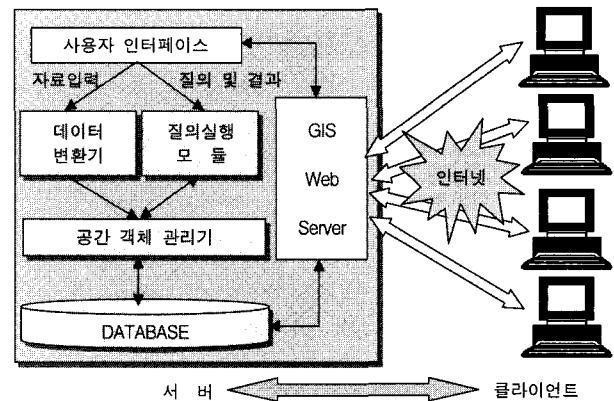 사용자 인터페이스
자료입력
질의 및 결과
데이터
변환기
질의실행
모 듈
GIS
Web
Server
인터넷
공간 객체 관리기
DATABASE
서 버
클라이언트